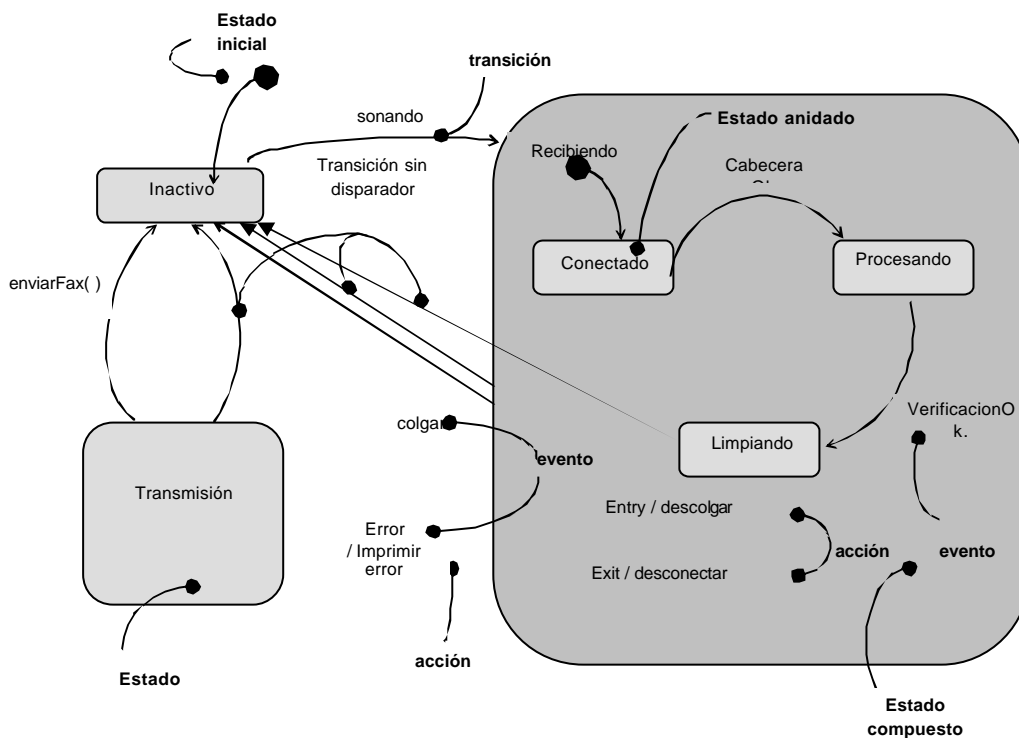 Estado
inicial
transición
sonando
Estado anidado
Recibiendo
Cabecera
Transición sin
disparador
Inactivo
Conectado
Procesando
enviarFax( )
colgar
VerificacionO
k.
Limpiando
evento
Transmisión
Entry / descolgar
Error
/ Imprimir
error
acción
evento
Exit / desconectar
acción
Estado
Estado
compuesto